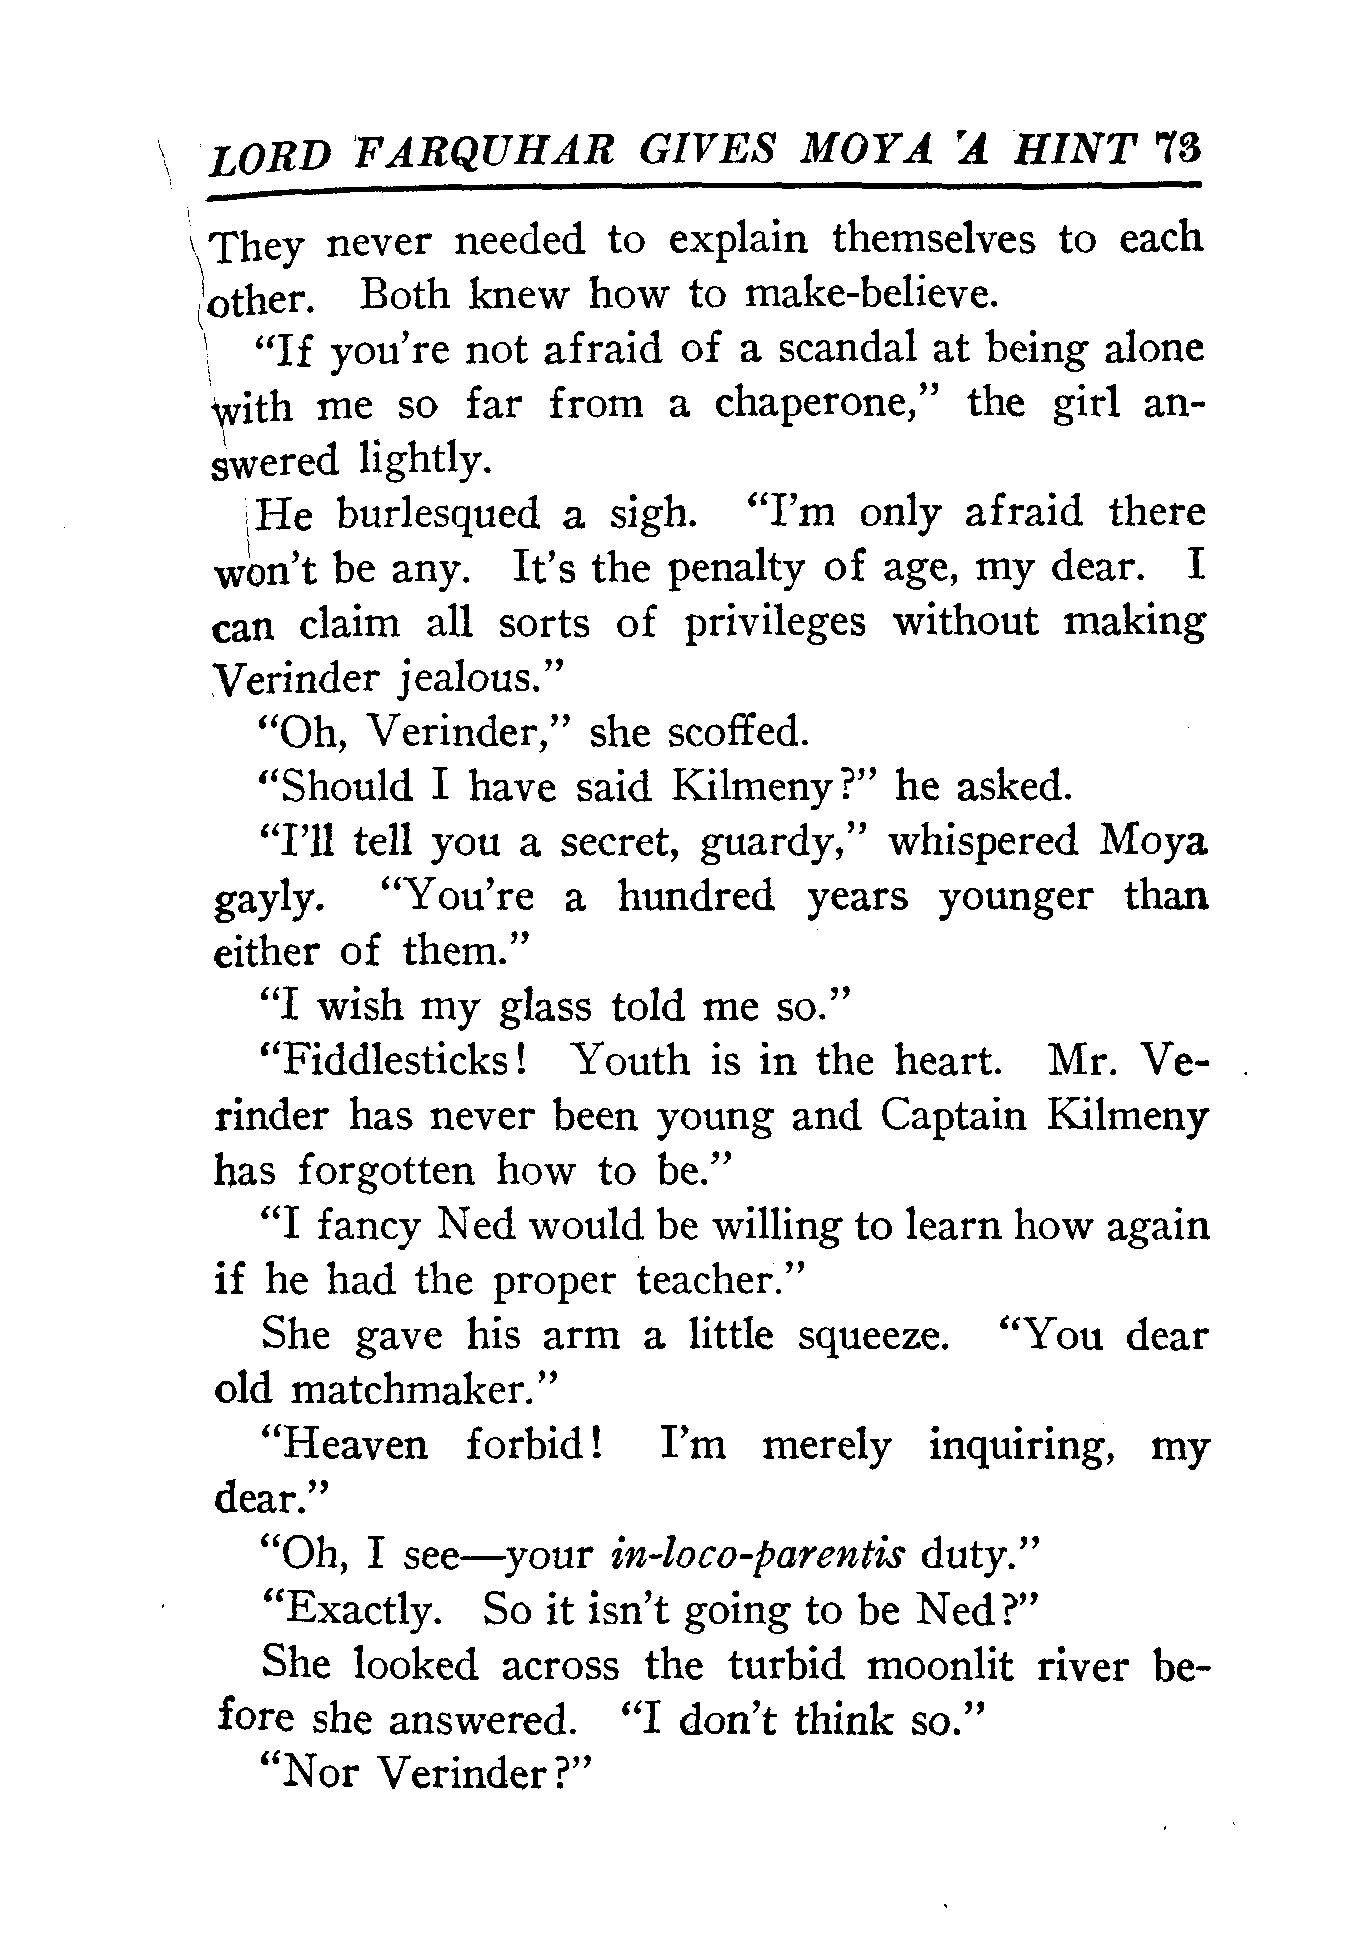 LORD FARQUHAR GIVES MOYA A HINT 73
They never needed to explain themselves to each
other. Both knew how to make-believe.
“If you’re not afraid of a scandal at being alone
with me so far from a chaperone,” the girl an-
swered lightly.
He burlesqued a sigh. “I’m only afraid there
won’t be any. It’s the penalty of age, my dear. I
can claim all sorts of privileges without making
Verinder jealous.”
“Oh, Verinder,” she scoffed.
“Should I have said Kilmeny?” he asked.
“I’ll tell you a secret, guardy,” whispered Moya
gayly. “You’re a hundred years younger than
either of them.”
“I wish my glass told me so.”
“Fiddlesticks! Youth is in the heart. Mr. Ve-
rinder has never been young and Captain Kilmeny
has forgotten how to be.”
“I fancy Ned would be willing to learn how again
if he had the proper teacher.”
She gave his arm a little squeeze. “You dear
old matchmaker.”
“Heaven forbid! I’m merely inquiring, my
dear.”
“Oh, I see—your in-loco-parentis duty.”
“Exactly. So it isn’t going to be Ned?”
She looked across the turbid moonlit river be-
fore she answered. “I don’t think so.”
“Nor Verinder?”